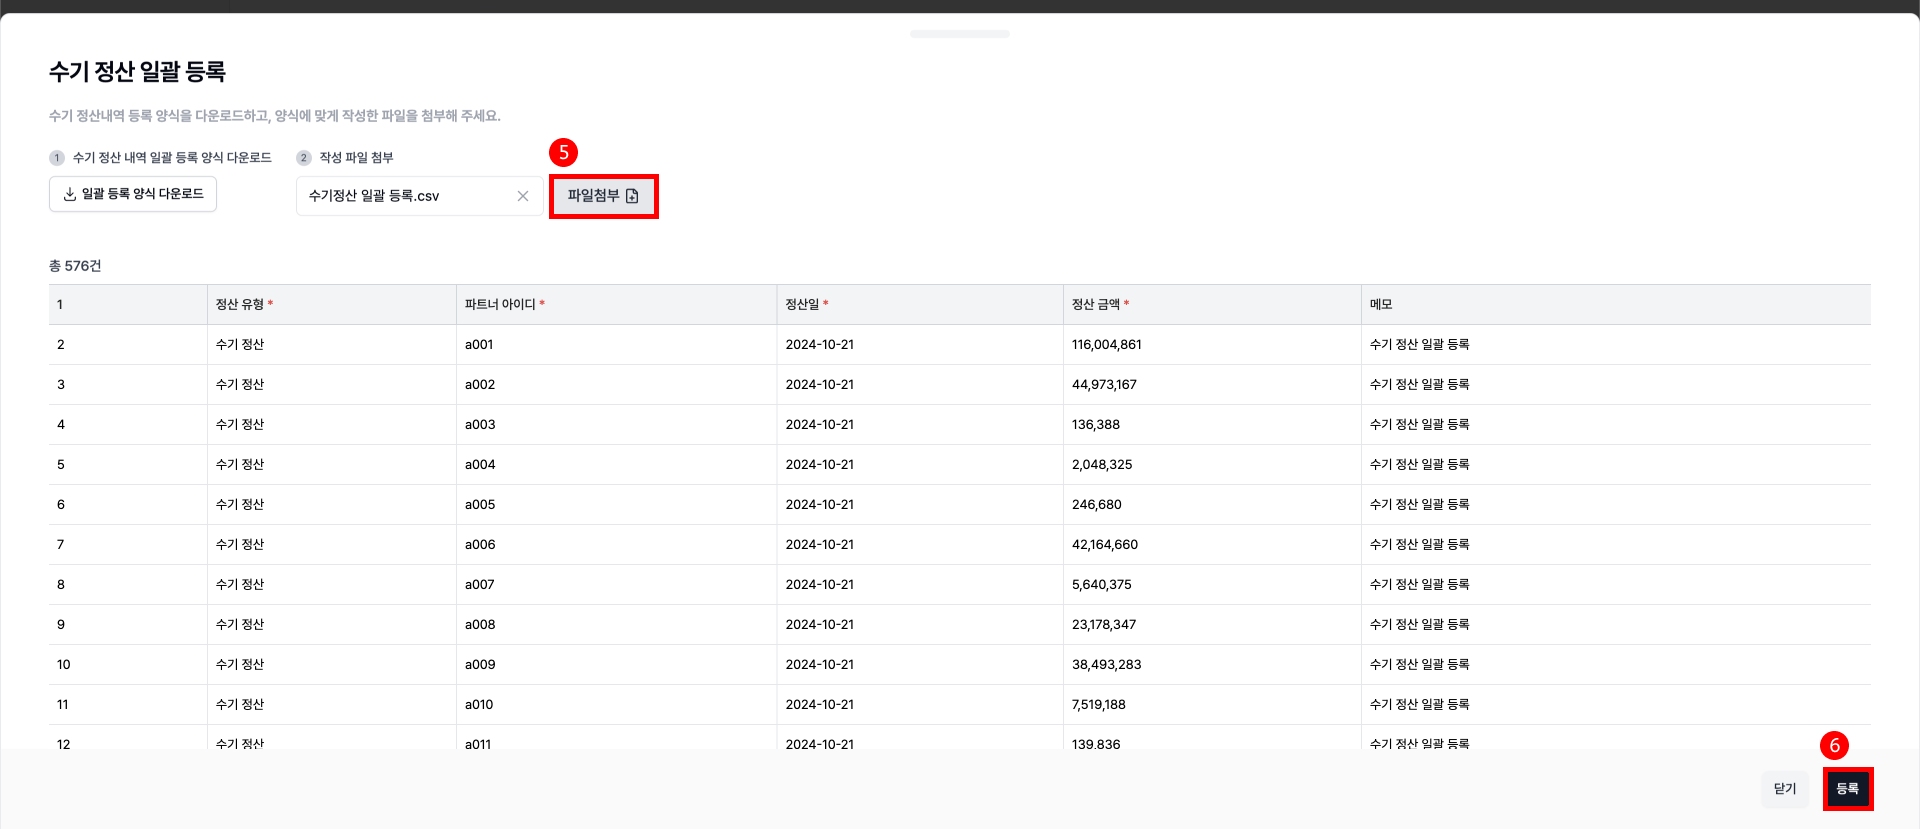 수기 정산 일괄 등록
수기 정산내역 등록 양식을 다운로드하고, 양식에 맞게 작성한 파일을 첨부해 주세요.
1 수기 정산 내역 일괄 등록 양식 다운로드 2 작성 파일 첨부 5
일괄 등록 양식 다운로드 수기정산 일괄 등록.csv 파일첨부
총 576건
1 정산 유형 * 파트너 아이디 * 정산일 * 정산 금액 * 메모
2 수기 정산 a001 2024-10-21 116,004,861 수기 정산 일괄 등록
3 수기 정산 a002 2024-10-21 44,973,167 수기 정산 일괄 등록
4 수기 정산 a003 2024-10-21 136,388 수기 정산 일괄 등록
5 수기 정산 a004 2024-10-21 2,048,325 수기 정산 일괄 등록
6 수기 정산 a005 2024-10-21 246,680 수기 정산 일괄 등록
7 수기 정산 a006 2024-10-21 42,164,660 수기 정산 일괄 등록
8 수기 정산 a007 2024-10-21 5,640,375 수기 정산 일괄 등록
9 수기 정산 a008 2024-10-21 23,178,347 수기 정산 일괄 등록
10 수기 정산 a009 2024-10-21 38,493,283 수기 정산 일괄 등록
11 수기 정산 a010 2024-10-21 7,519,188 수기 정산 일괄 등록
12 수기 정산 a011 2024-10-21 139,836 수기 정산 일괄 등록
6
닫기 등록